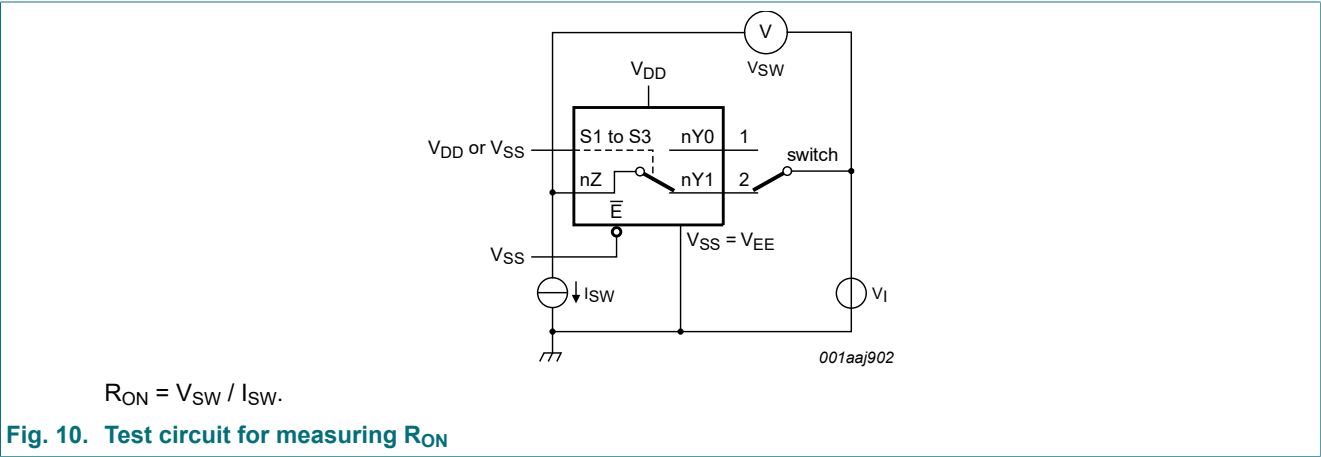 V
VSW
VDD
VDD or VSS
S1 to S3
nY0
1
switch
nZ
nY1
2
E
VSS = VEE
VSS
ISW
VI
001aaj902
RON = VSW / ISW.
Fig. 10. Test circuit for measuring RON